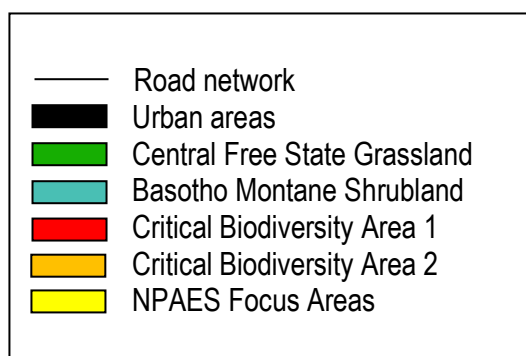 Road network
Urban areas
Central Free State Grassland
Basotho Montane Shrubland
Critical Biodiversity Area 1
Critical Biodiversity Area 2
NPAES Focus Areas